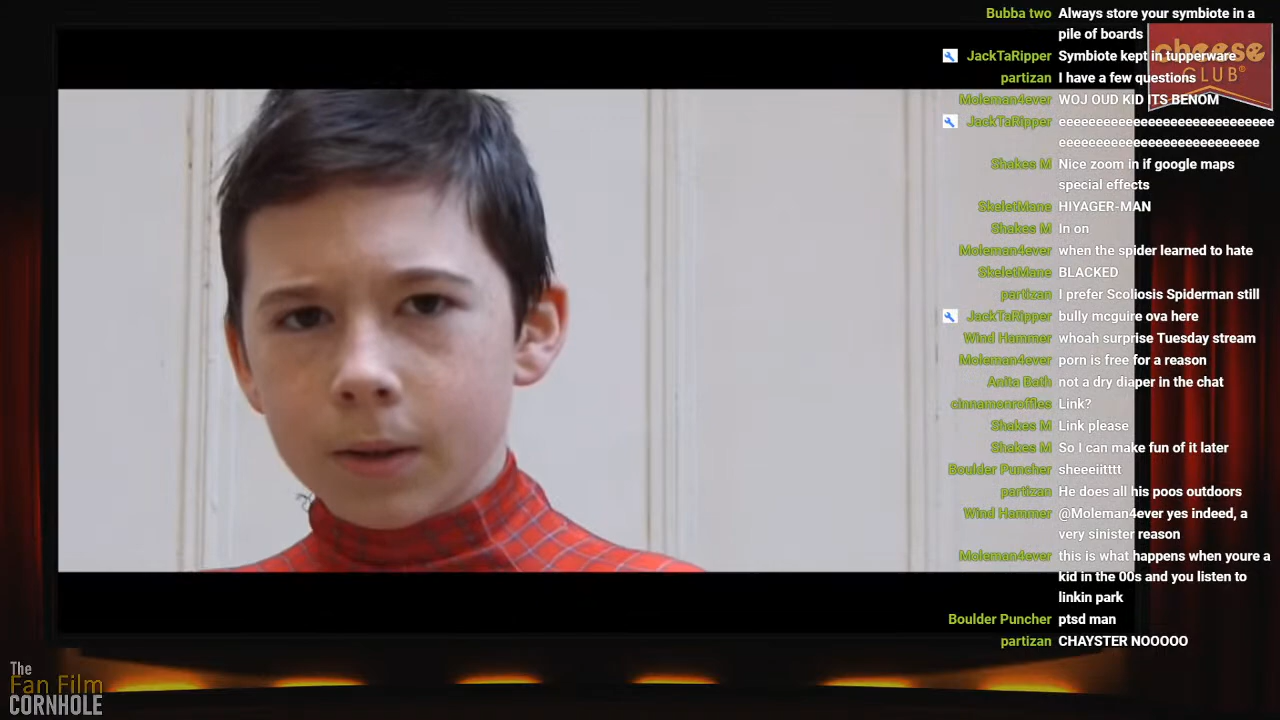 Bubba two Always store your symbiote in a
pile of boards
JackTaRipper Symbiote kept in tupperware
partizan I have a few questions
Moleman4ever WOJ OUD KID ITS BENOM
JackTaRipper eeeeeeeeeeeeeeeeeeeeeeeeeeee
eeeeeeeeeeeeeeeeeeeeeeeeee
Shakes M Nice zoom in if google maps
special effects
SkeletMane HIYAGER-MAN
Shakes M In on
Moleman4ever when the spider learned to hate
SkeletMane BLACKED
partizan I prefer Scoliosis Spiderman still
JackTaRipper bully mcguire ova here
Wind Hammer whoah surprise Tuesday stream
Moleman4ever porn is free for a reason
Anita Bath not a dry diaper in the chat
cinnamonroffles Link?
Shakes M Link please
Shakes M So I can make fun of it later
Boulder Puncher sheeeiitttt
partizan He does all his poos outdoors
Wind Hammer @Moleman4ever yes indeed, a
very sinister reason
Moleman4ever this is what happens when youre a
kid in the 00s and you listen to
linkin park
Boulder Puncher ptsd man
partizan CHAYSTER NOOOOO
cheese
CLUB®
The
Fan Film
CORNHOLE